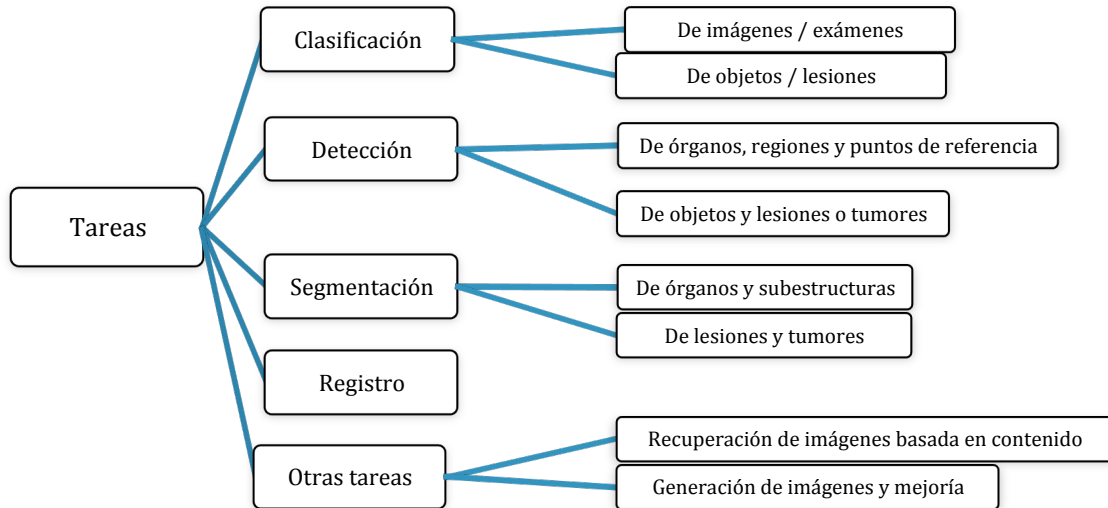 Tareas
Clasificación
De imágenes / exámenes
De objetos / lesiones
Detección
De órganos, regiones y puntos de referencia
De objetos y lesiones o tumores
Segmentación
De órganos y subestructuras
De lesiones y tumores
Registro
Otras tareas
Recuperación de imágenes basada en contenido
Generación de imágenes y mejoría